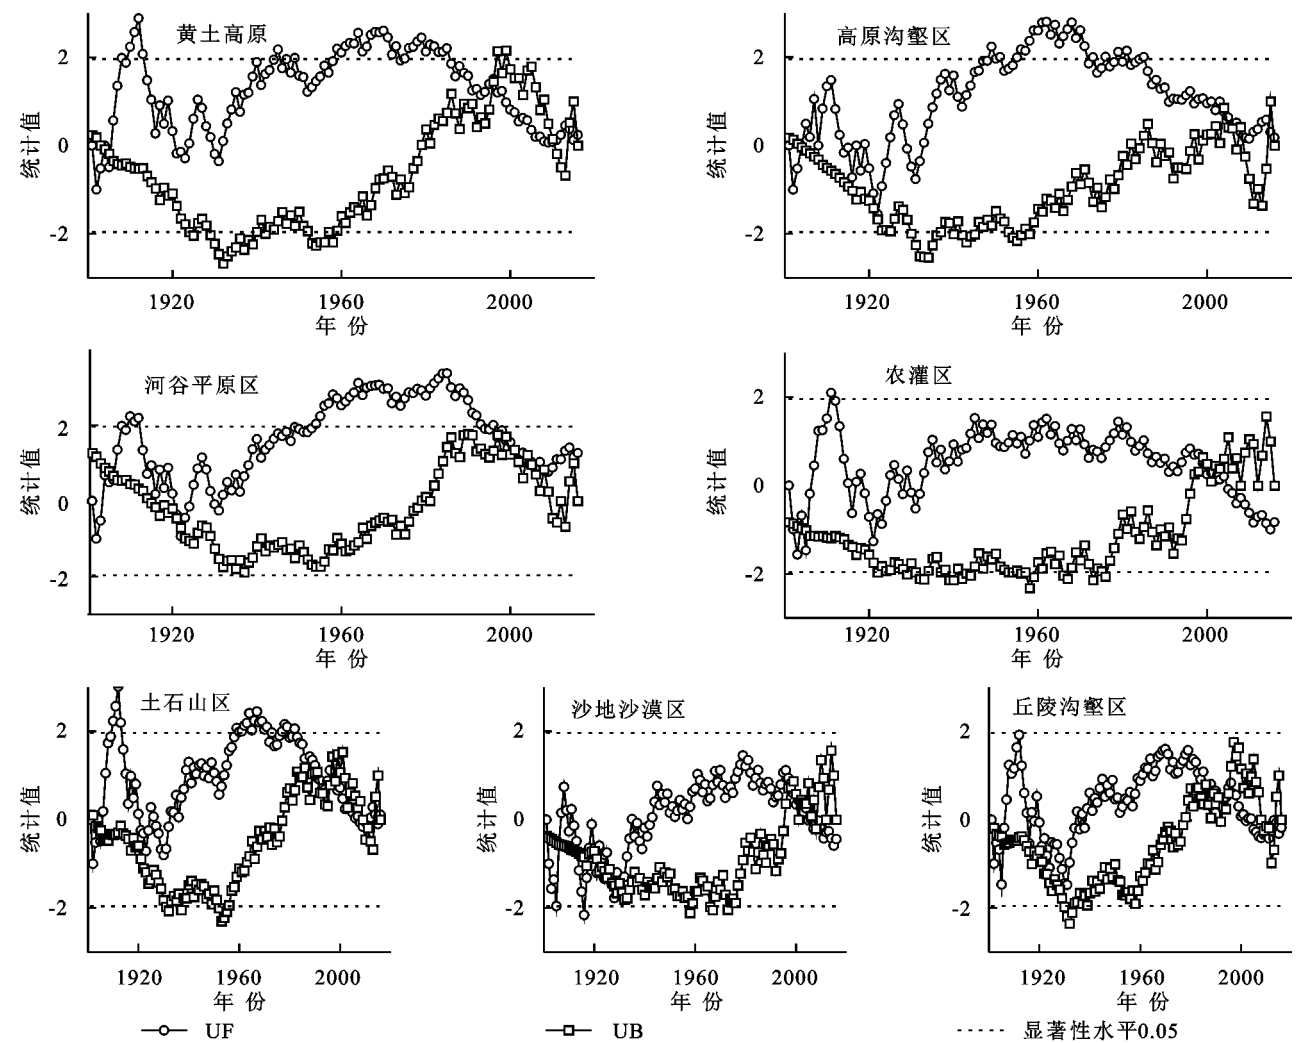 黄土高原
统计值
2
0
-2
1920
1960
2000
年 份
高原沟壑区
统计值
2
0
-2
1920
1960
2000
年 份
河谷平原区
统计值
2
0
-2
1920
1960
2000
年 份
农灌区
统计值
2
0
-2
1920
1960
2000
年 份
土石山区
统计值
2
0
-2
1920
1960
2000
年 份
沙地沙漠区
统计值
2
0
-2
1920
1960
2000
年 份
丘陵沟壑区
统计值
2
0
-2
1920
1960
2000
年 份
UF
UB
显著性水平0.05